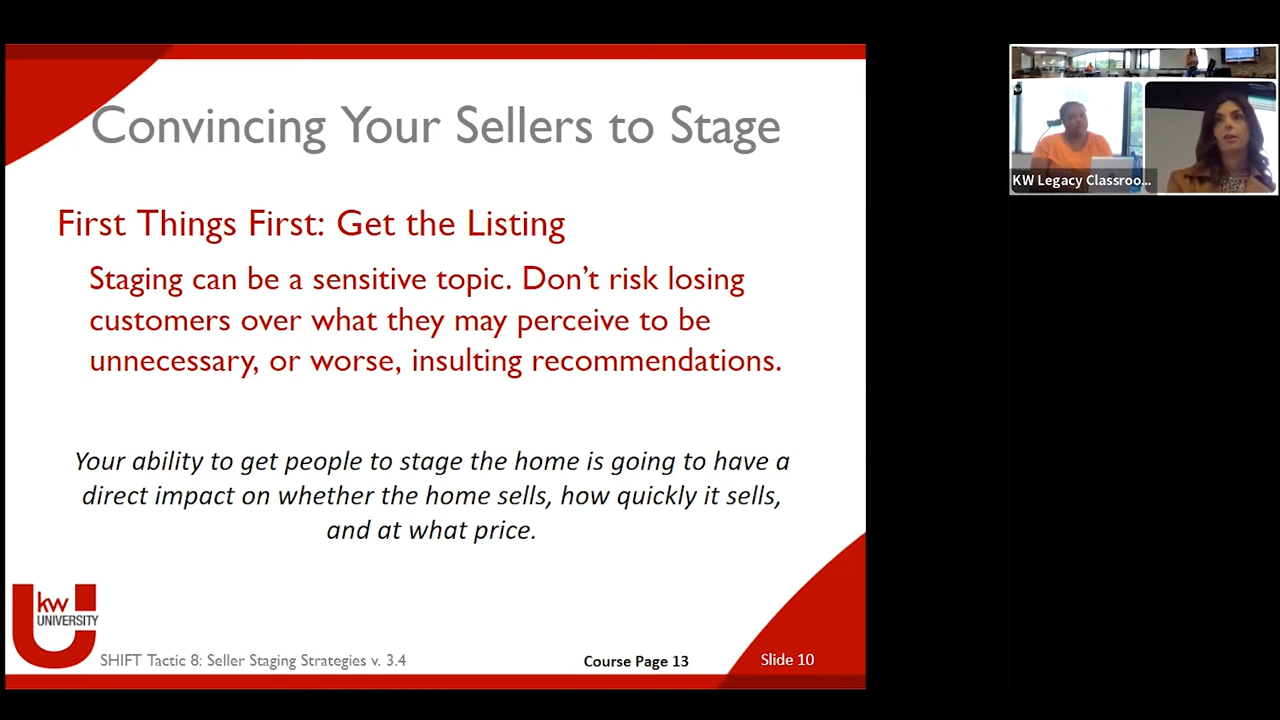 Convincing Your Sellers to Stage
First Things First: Get the Listing
Staging can be a sensitive topic. Don’t risk losing
customers over what they may perceive to be
unnecessary, or worse, insulting recommendations.
Your ability to get people to stage the home is going to have a
direct impact on whether the home sells, how quickly it sells,
and at what price.
kw
UNIVERSITY
SHIFT Tactic 8: Seller Staging Strategies v. 3.4
Course Page 13
Slide 10
KW Legacy Classroo...